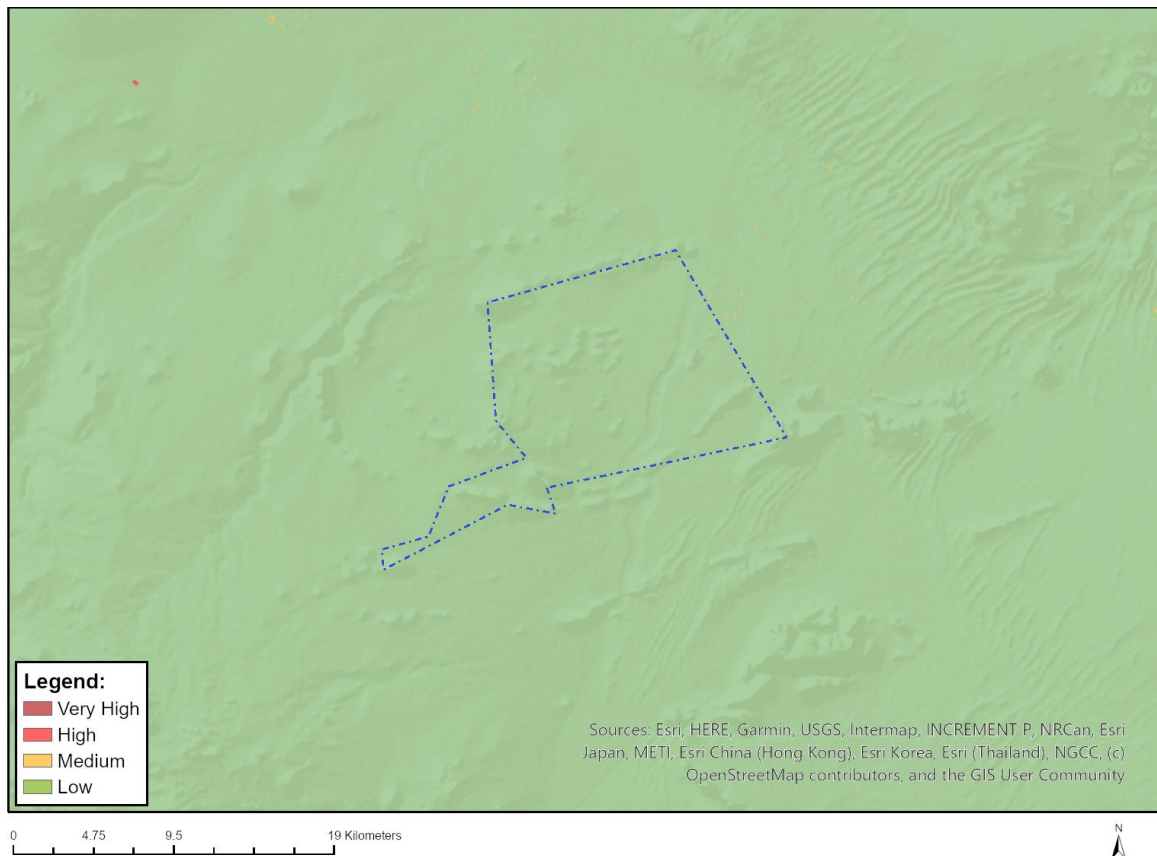 Legend:
Very High
High
Medium
Low
Sources: Esri, HERE, Garmin, USGS, Intermap, INCREMENT P, NRCan, Esri
Japan, METI, Esri China (Hong Kong), Esri Korea, Esri (Thailand), NGCC, (c)
OpenStreetMap contributors, and the GIS User Community
0 4.75 9.5 19 Kilometers
N